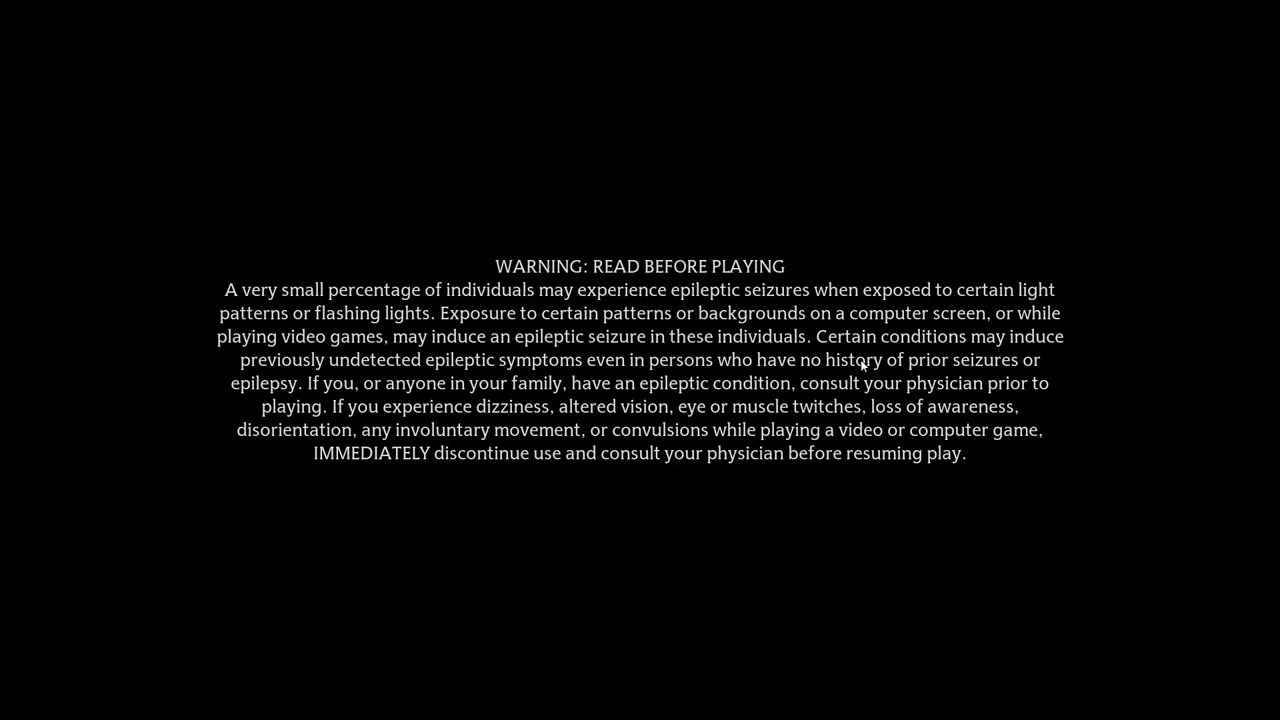 WARNING: READ BEFORE PLAYING
A very small percentage of individuals may experience epileptic seizures when exposed to certain light
patterns or flashing lights. Exposure to certain patterns or backgrounds on a computer screen, or while
playing video games, may induce an epileptic seizure in these individuals. Certain conditions may induce
previously undetected epileptic symptoms even in persons who have no history of prior seizures or
epilepsy. If you, or anyone in your family, have an epileptic condition, consult your physician prior to
playing. If you experience dizziness, altered vision, eye or muscle twitches, loss of awareness,
disorientation, any involuntary movement, or convulsions while playing a video or computer game,
IMMEDIATELY discontinue use and consult your physician before resuming play.